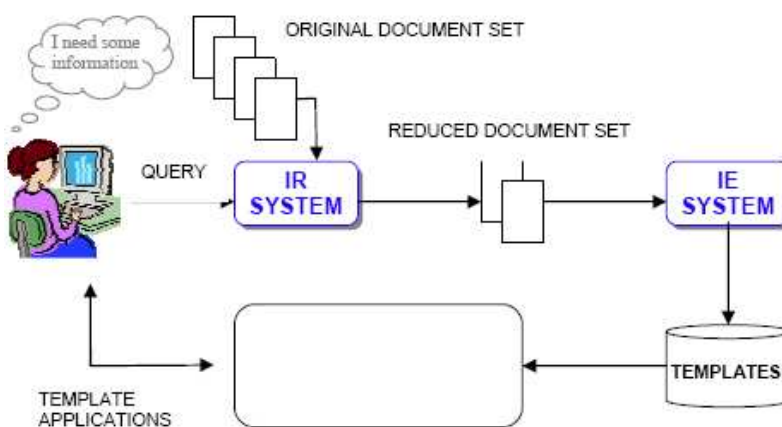 I need some
information
ORIGINAL DOCUMENT SET
REDUCED DOCUMENT SET
QUERY
IR
SYSTEM
IE
SYSTEM
TEMPLATES
TEMPLATE
APPLICATIONS